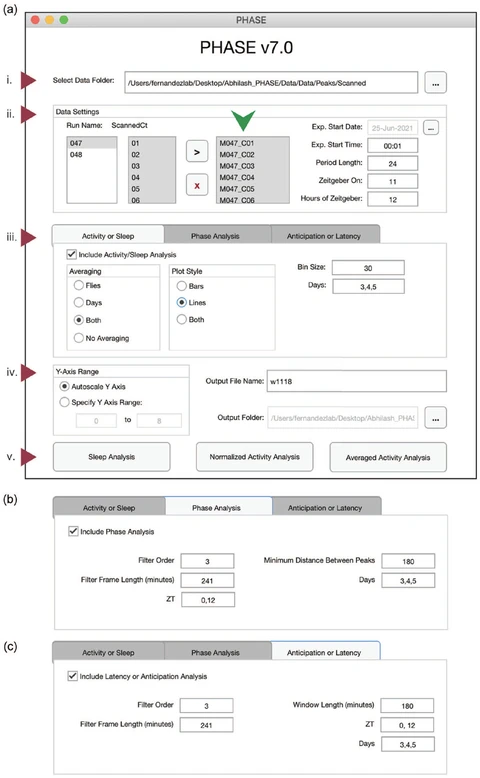 (a)
PHASE
PHASE v7.0
i.
Select Data Folder:
/Users/fernandezlab/Desktop/Abhilash_PHASE/Data/Data/Peaks/Scanned
...
ii.
Data Settings
Run Name: ScannedCt
047
048
01
02
03
04
05
06
>
x
M047_C01
M047_C02
M047_C03
M047_C04
M047_C05
M047_C06
Exp. Start Date: 25-Jun-2021 ...
Exp. Start Time: 00:01
Period Length: 24
Zeitgeber On: 11
Hours of Zeitgeber: 12
iii.
Activity or Sleep Phase Analysis Anticipation or Latency
Include Activity/Sleep Analysis
Averaging
Flies
Days
Both
No Averaging
Plot Style
Bars
Lines
Both
Bin Size: 30
Days: 3,4,5
iv.
Y-Axis Range
Autoscale Y Axis
Specify Y Axis Range:
0 to 8
Output File Name: w1118
Output Folder: /Users/fernandezlab/Desktop/Abhilash_PHA ...
v.
Sleep Analysis Normalized Activity Analysis Averaged Activity Analysis
(b)
Activity or Sleep Phase Analysis Anticipation or Latency
Include Phase Analysis
Filter Order 3
Filter Frame Length (minutes) 241
ZT 0,12
Minimum Distance Between Peaks 180
Days 3,4,5
(c)
Activity or Sleep Phase Analysis Anticipation or Latency
Include Latency or Anticipation Analysis
Filter Order 3
Filter Frame Length (minutes) 241
Window Length (minutes) 180
ZT 0, 12
Days 3,4,5